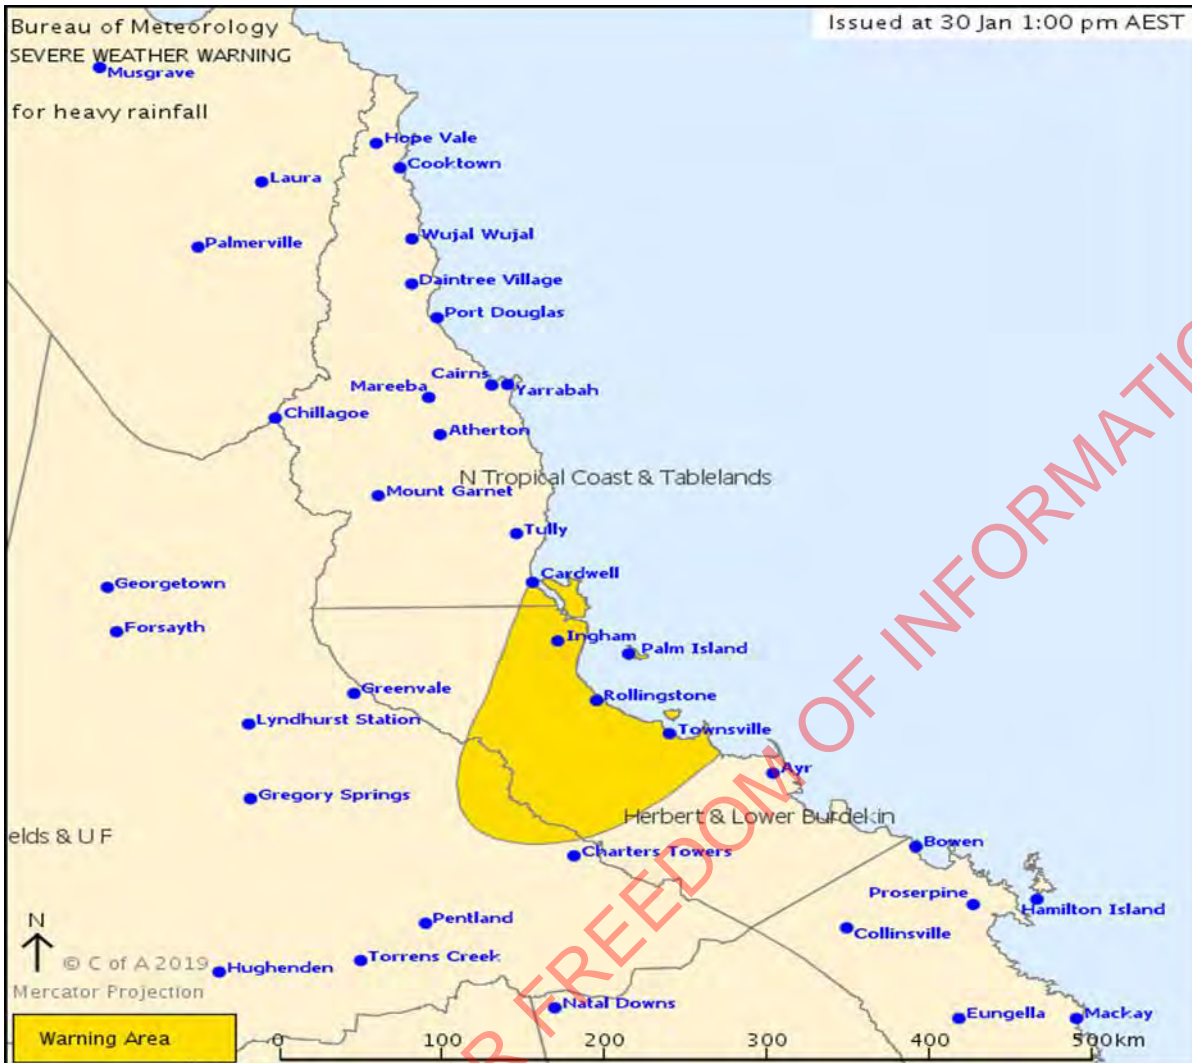 Bureau of Meteorology
Issued at 30 Jan 1:00 pm AEST
SEVERE WEATHER WARNING
Musgrave
for heavy rainfall
Hope Vale
Cooktown
Laura
Wujal Wujal
Palmerville
Daintree Village
Port Douglas
Cairns
Yarrabah
Mareeba
Chillagoe
Atherton
N Tropical Coast & Tablelands
Mount Garnet
Tully
Cardwell
Georgetown
Forsayth
Ingham
Palm Island
Greenvale
Rollingstone
Lyndhurst Station
Townsville
Ayr
Gregory Springs
Herbert & Lower Burdekin
elds & U F
Bowen
Charters Towers
Proserpine
Hamilton Island
Pentland
Collinsville
N
Torrens Creek
© C of A 2019
Hughenden
Mercator Projection
Natal Downs
Eungella
Mackay
Warning Area
0 100 200 300 400 500km
R FREEDOM OF INFORMATIO